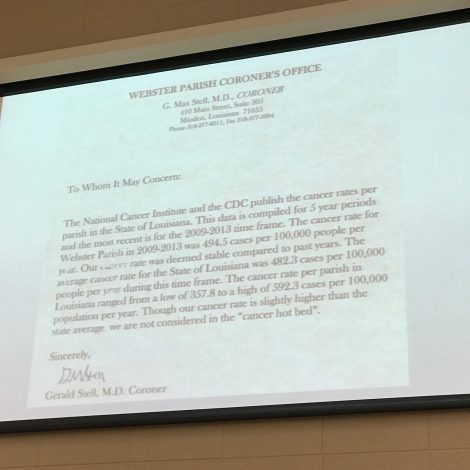 WEBSTER PARISH CORONER'S OFFICE
G. Max Stell, M.D., CORONER
110 Main Street, Suite 305
Minden, Louisiana 71055
Phone 318-377-8211, Fax 318-377-2894
To Whom It May Concern:
The National Cancer Institute and the CDC publish the cancer rates per
parish in the State of Louisiana. This data is compiled for 5 year periods
and the most recent is for the 2009-2013 time frame. The cancer rate for
Webster Parish in 2009-2013 was 494.5 cases per 100,000 people per
year. Our cancer rate was deemed stable compared to past years. The
average cancer rate for the State of Louisiana was 482.3 cases per 100,000
people per year during this time frame. The cancer rate per parish in
Louisiana ranged from a low of 357.8 to a high of 592.3 cases per 100,000
population per year. Though our cancer rate is slightly higher than the
state average we are not considered in the "cancer hot bed".
Sincerely,
Gerald Stell, M.D. Coroner